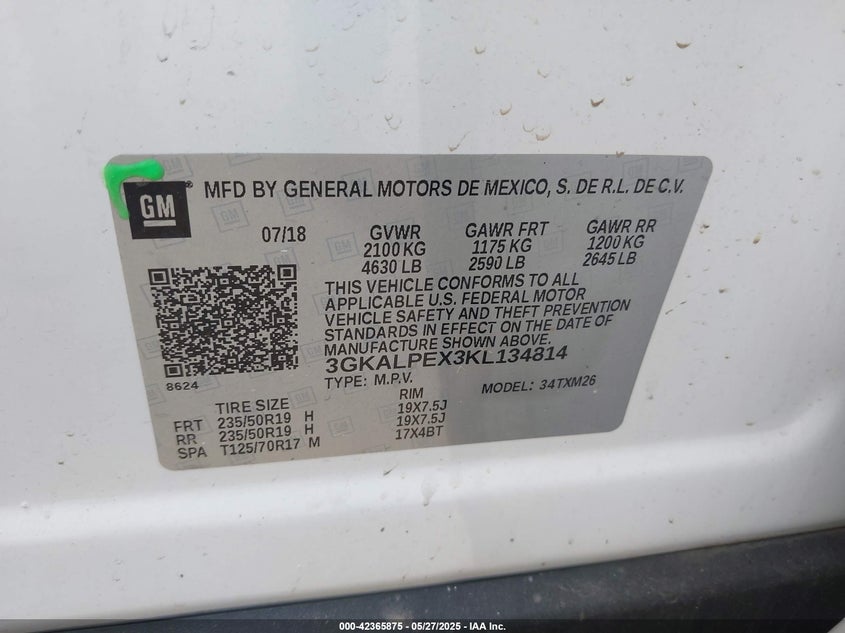 GM
®
MFD BY GENERAL MOTORS DE MEXICO, S. DE R.L. DE C.V.
07/18 GVWR GAWR FRT GAWR RR
2100 KG 1175 KG 1200 KG
4630 LB 2590 LB 2645 LB
THIS VEHICLE CONFORMS TO ALL
APPLICABLE U.S. FEDERAL MOTOR
VEHICLE SAFETY AND THEFT PREVENTION
STANDARDS IN EFFECT ON THE DATE OF
MANUFACTURE SHOWN ABOVE.
3GKALPEX3KL134814
8624
TYPE: M.P.V. MODEL: 34TXM26
TIRE SIZE RIM
FRT 235/50R19 H 19X7.5J
RR 235/50R19 H 19X7.5J
SPA T125/70R17 M 17X4BT
000-42365875 - 05/27/2025 - IAA Inc.